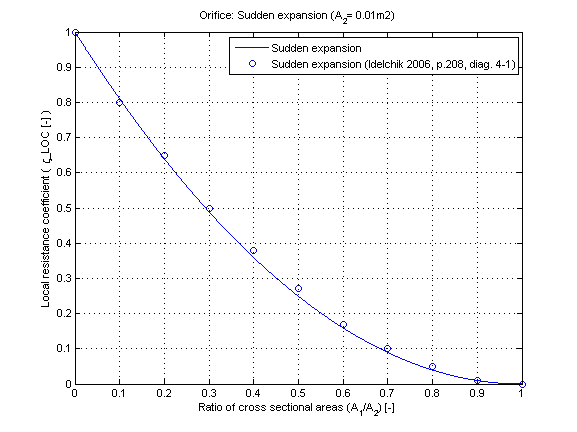 Orifice: Sudden expansion (A2= 0.01m2)
Sudden expansion
Sudden expansion (Idelchik 2006, p.208, diag. 4-1)
Local resistance coefficient ( ζ_LOC [-] )
1
0.9
0.8
0.7
0.6
0.5
0.4
0.3
0.2
0.1
0
0 0.1 0.2 0.3 0.4 0.5 0.6 0.7 0.8 0.9 1
Ratio of cross sectional areas (A1/A2) [-]